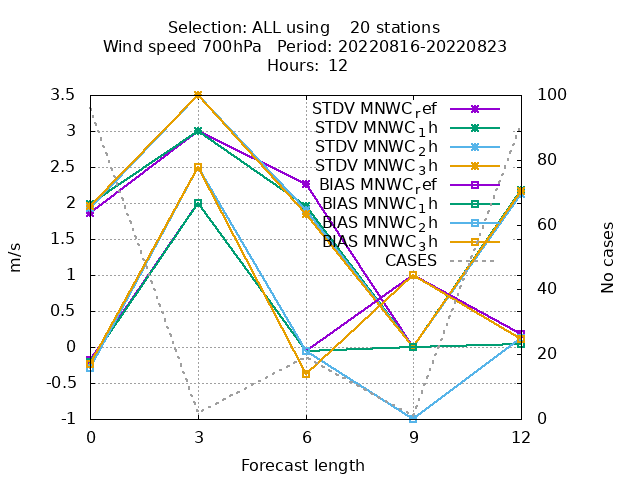 Selection: ALL using    20 stations
Wind speed 700hPa   Period: 20220816-20220823
Hours:  12
STDV MNWC_ref
STDV MNWC_1h
STDV MNWC_2h
STDV MNWC_3h
BIAS MNWC_ref
BIAS MNWC_1h
BIAS MNWC_2h
BIAS MNWC_3h
CASES
3.5
3
2.5
2
1.5
1
0.5
0
-0.5
-1
m/s
100
80
60
40
20
0
No cases
0 3 6 9 12
Forecast length